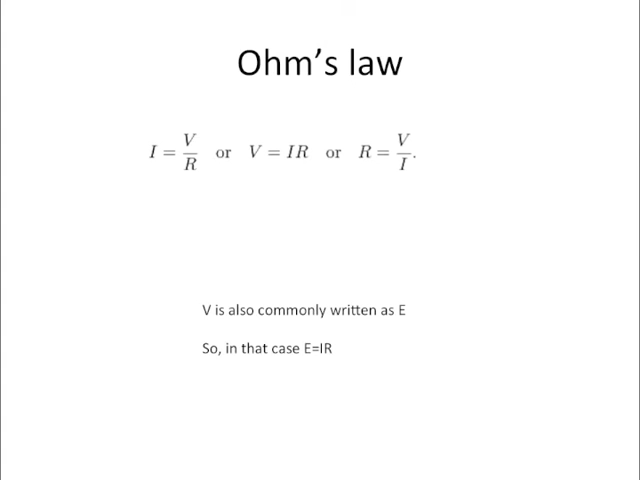 Ohm’s law
I = V/R or V = IR or R = V/I.
V is also commonly written as E
So, in that case E=IR